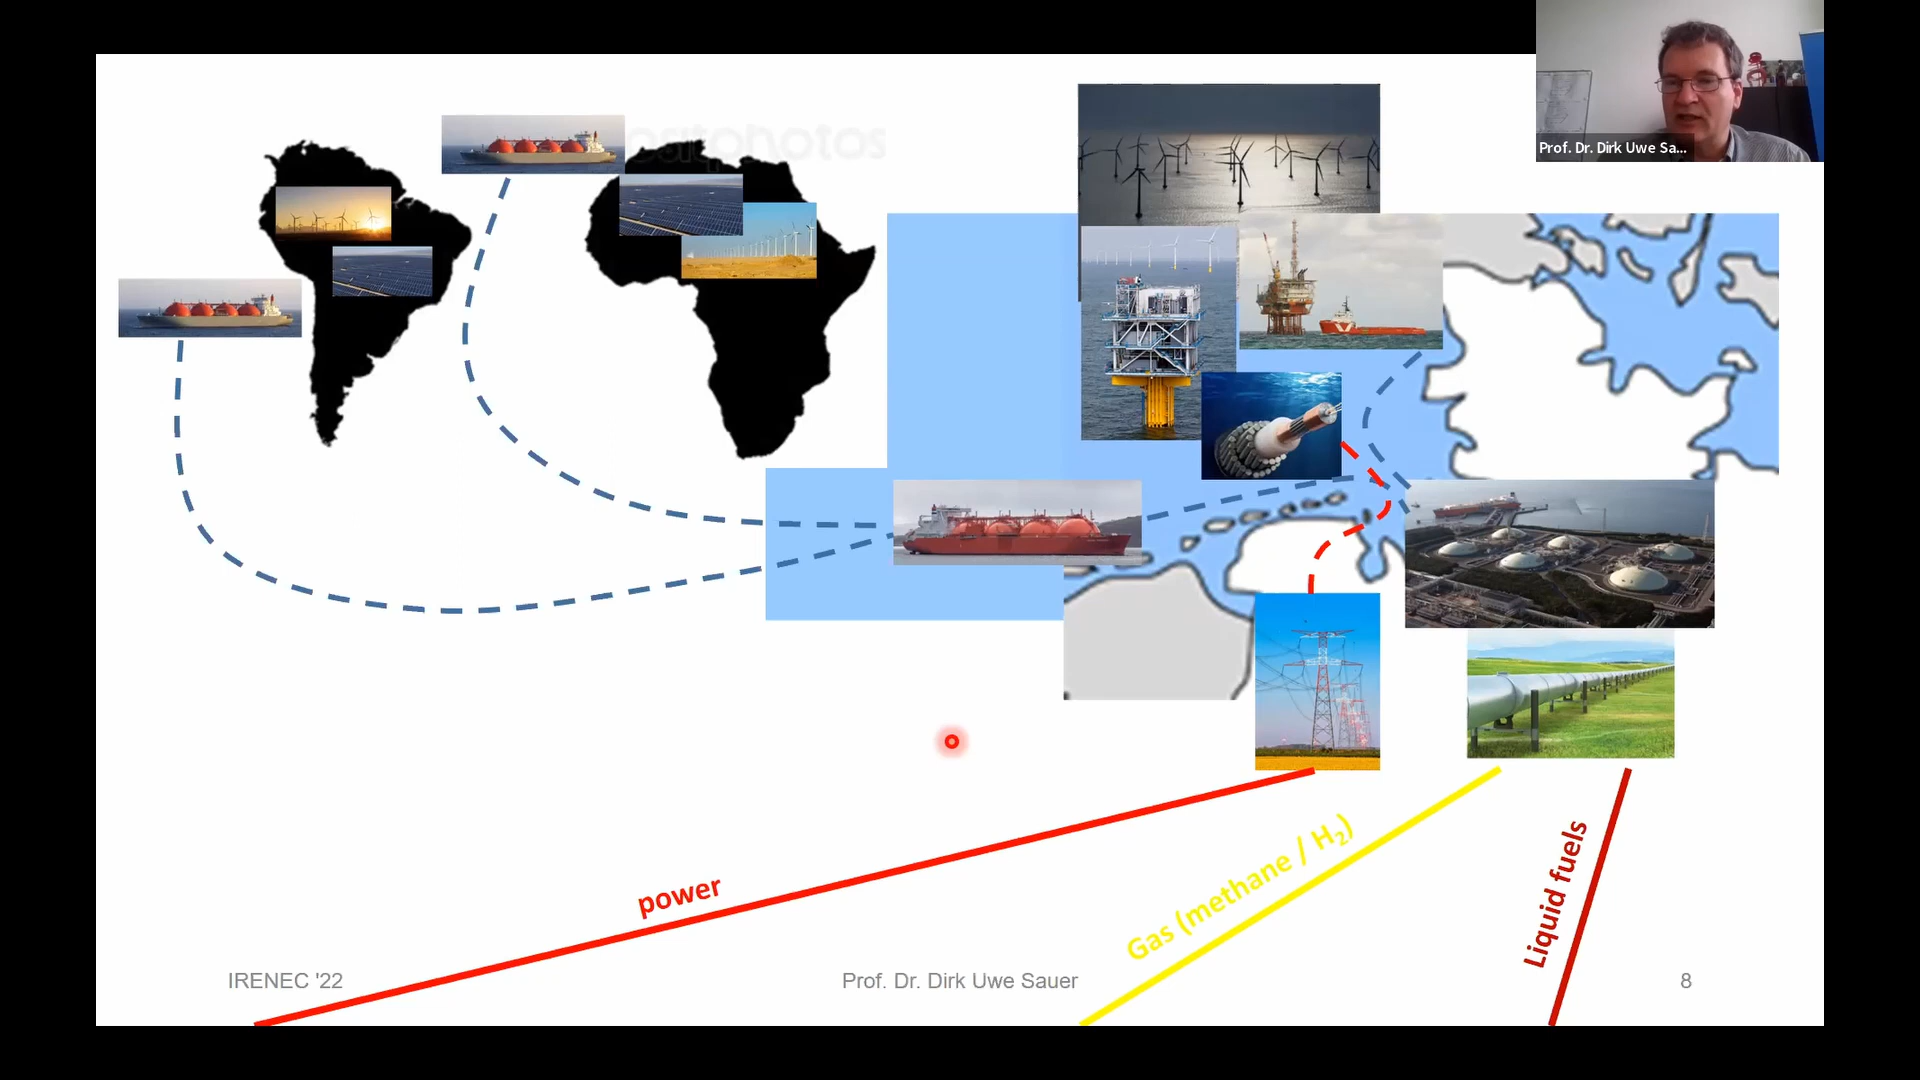 Prof. Dr. Dirk Uwe Sa...
ositphotos
power
Gas (methane / H₂)
Liquid fuels
IRENEC '22
Prof. Dr. Dirk Uwe Sauer
8